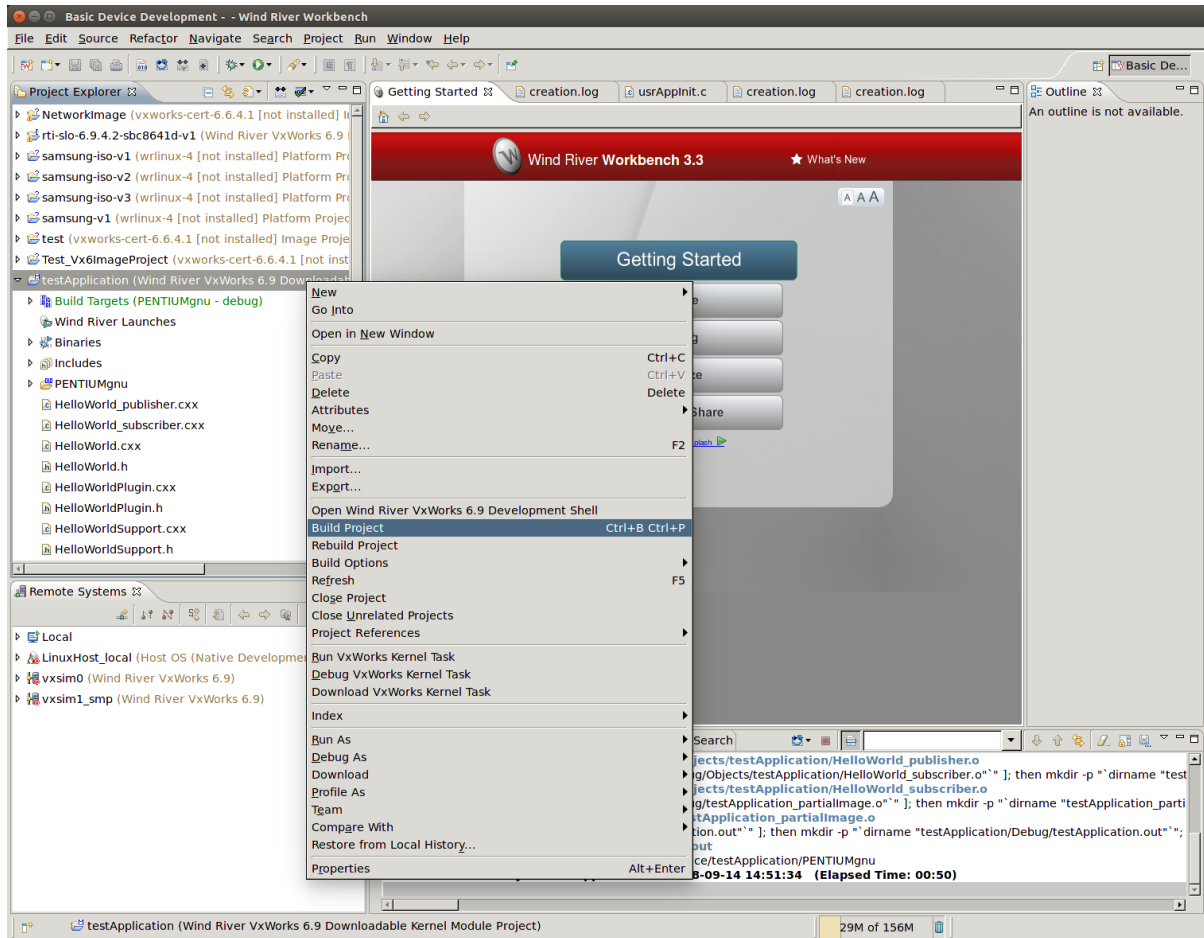 Basic Device Development - - Wind River Workbench
File Edit Source Refactor Navigate Search Project Run Window Help
Basic De...
Project Explorer
NetworkImage (vxworks-cert-6.6.4.1 [not installed]
rti-slo-6.9.4.2-sbc8641d-v1 (Wind River VxWorks 6.9
samsung-iso-v1 (wrlinux-4 [not installed] Platform
samsung-iso-v2 (wrlinux-4 [not installed] Platform
samsung-iso-v3 (wrlinux-4 [not installed] Platform
samsung-v1 (wrlinux-4 [not installed] Platform Projec
test (vxworks-cert-6.6.4.1 [not installed] Image Proje
Test_Vx6ImageProject (vxworks-cert-6.6.4.1 [not inst
testApplication (Wind River VxWorks 6.9 Downloadab
Build Targets (PENTIUMgnu - debug)
Wind River Launches
Binaries
Includes
PENTIUMgnu
HelloWorld_publisher.cxx
HelloWorld_subscriber.cxx
HelloWorld.cxx
HelloWorld.h
HelloWorldPlugin.cxx
HelloWorldPlugin.h
HelloWorldSupport.cxx
HelloWorldSupport.h
Remote Systems
Local
LinuxHost_local (Host OS (Native Developme
vxsim0 (Wind River VxWorks 6.9)
vxsim1_smp (Wind River VxWorks 6.9)
Getting Started creation.log usrAppInit.c creation.log creation.log
Wind River Workbench 3.3 What's New
A A A
Getting Started
e
g
ze
Share
plash
New
Go Into
Open in New Window
Copy Ctrl+C
Paste Ctrl+V
Delete Delete
Attributes
Move...
Rename... F2
Import...
Export...
Open Wind River VxWorks 6.9 Development Shell
Build Project Ctrl+B Ctrl+P
Rebuild Project
Build Options
Refresh F5
Close Project
Close Unrelated Projects
Project References
Run VxWorks Kernel Task
Debug VxWorks Kernel Task
Download VxWorks Kernel Task
Index
Run As
Debug As
Download
Profile As
Team
Compare With
Restore from Local History...
Properties Alt+Enter
Outline
An outline is not available.
Search
jects/testApplication/HelloWorld_publisher.o
ug/Objects/testApplication/HelloWorld_subscriber.o"`" ]; then mkdir -p "`dirname "test
jects/testApplication/HelloWorld_subscriber.o
ug/testApplication_partialImage.o"`" ]; then mkdir -p "`dirname "testApplication_parti
stApplication_partialImage.o
tion.out"`" ]; then mkdir -p "`dirname "testApplication/Debug/testApplication.out"`";
out
ce/testApplication/PENTIUMgnu
8-09-14 14:51:34 (Elapsed Time: 00:50)
testApplication (Wind River VxWorks 6.9 Downloadable Kernel Module Project)
29M of 156M